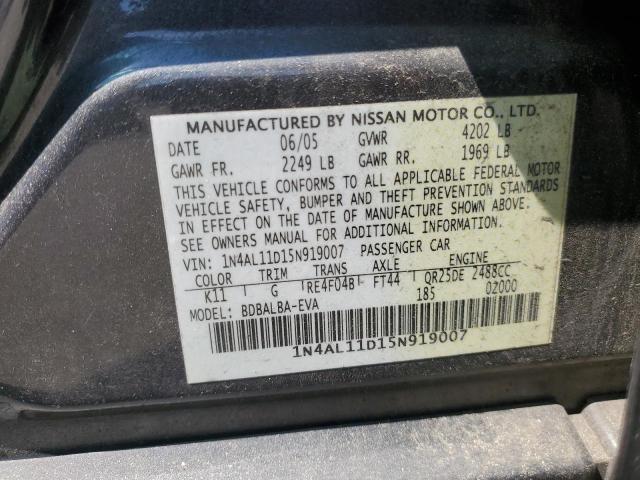 MANUFACTURED BY NISSAN MOTOR CO., LTD.
DATE 06/05 GVWR 4202 LB
GAWR FR. 2249 LB GAWR RR. 1969 LB
THIS VEHICLE CONFORMS TO ALL APPLICABLE FEDERAL MOTOR
VEHICLE SAFETY, BUMPER AND THEFT PREVENTION STANDARDS
IN EFFECT ON THE DATE OF MANUFACTURE SHOWN ABOVE.
SEE OWNERS MANUAL FOR ADDITIONAL INFORMATION.
VIN: 1N4AL11D15N919007 PASSENGER CAR
COLOR TRIM TRANS AXLE ENGINE
K11 G RE4F04B FT44 QR25DE 2488CC
185 02000
MODEL: BDBALBA-EVA
1N4AL11D15N919007